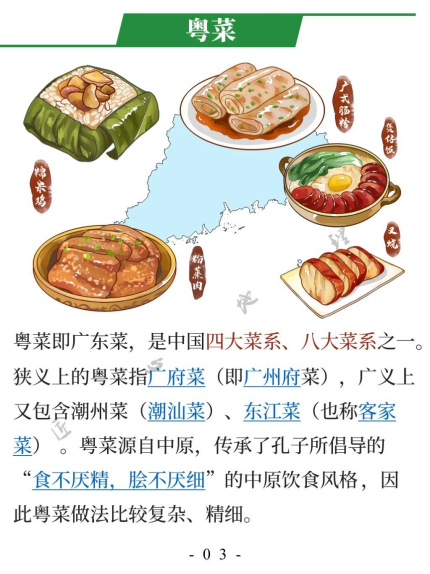 粤菜
广式肠粉
煲仔饭
糯米鸡
叉烧
粉蒸肉
粤菜即广东菜，是中国四大菜系、八大菜系之一。
狭义上的粤菜指广府菜（即广州府菜），广义上
又包含潮州菜（潮汕菜）、东江菜（也称客家
菜）。粤菜源自中原，传承了孔子所倡导的
“食不厌精，脍不厌细”的中原饮食风格，因
此粤菜做法比较复杂、精细。
- 03 -